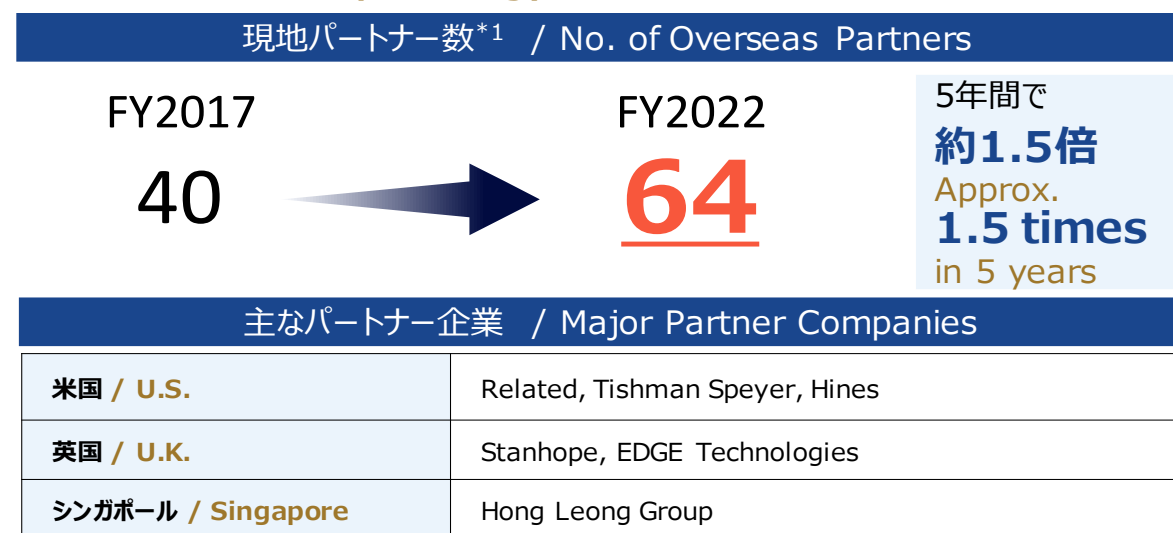 現地パートナー数*1 / No. of Overseas Partners
FY2017
40
FY2022
64
5年間で
約1.5倍
Approx.
1.5 times
in 5 years
主なパートナー企業 / Major Partner Companies
米国 / U.S.
Related, Tishman Speyer, Hines
英国 / U.K.
Stanhope, EDGE Technologies
シンガポール / Singapore
Hong Leong Group